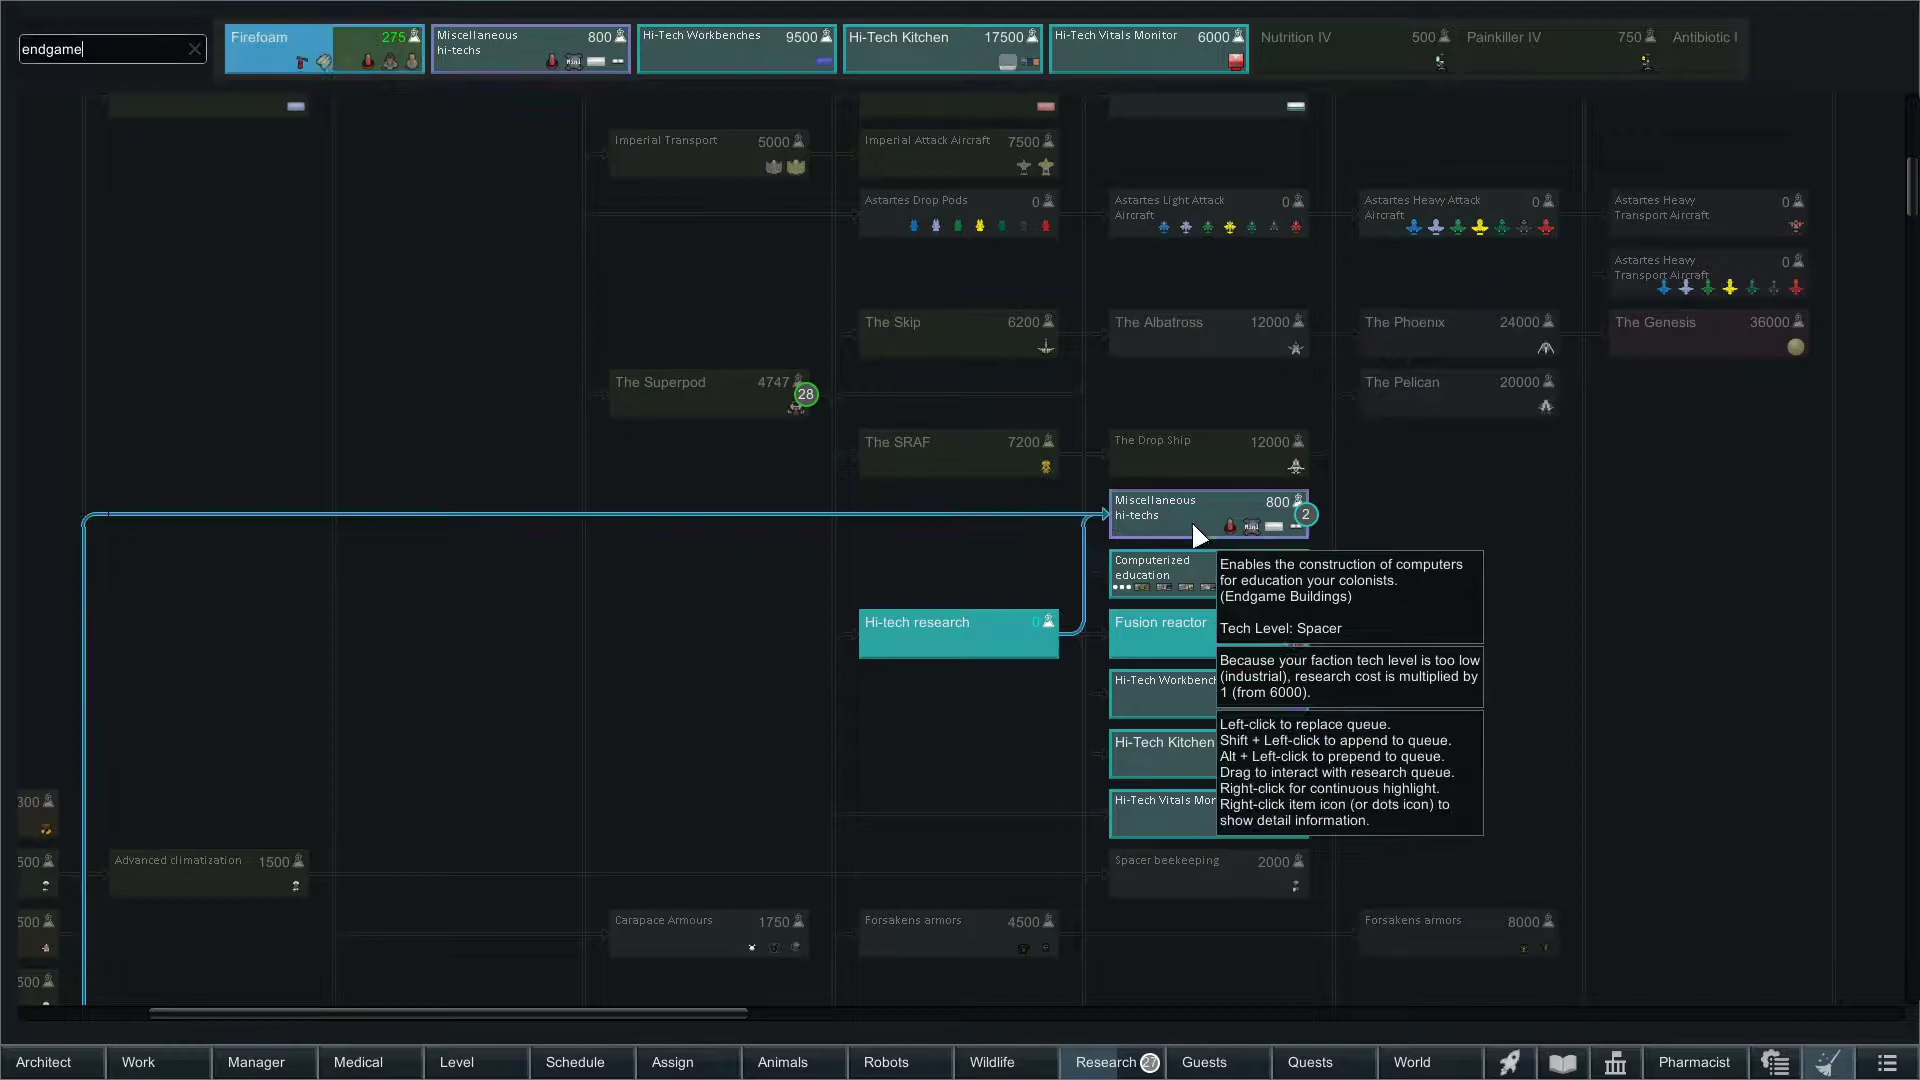 endgame
Firefoam 275
Miscellaneous
hi-techs
800
Hi-Tech Workbenches 9500
Hi-Tech Kitchen 17500
Hi-Tech Vitals Monitor 6000
Nutrition IV 500
Painkiller IV 750
Antibiotic I
Imperial Transport 5000
Imperial Attack Aircraft 7500
Astartes Drop Pods 0
Astartes Light Attack
Aircraft
0
Astartes Heavy Attack
Aircraft
0
Astartes Heavy
Transport Aircraft
0
Astartes Heavy
Transport Aircraft
0
The Skip 6200
The Albatross 12000
The Phoenix 24000
The Genesis 36000
The Superpod 4747
28
The Pelican 20000
The SRAF 7200
The Drop Ship 12000
Miscellaneous
hi-techs
800
Mini
2
Computerized
education
Hi-tech research 0
Fusion reactor
Hi-Tech Workbench
Hi-Tech Kitchen
Hi-Tech Vitals Mor
Enables the construction of computers
for education your colonists.
(Endgame Buildings)
Tech Level: Spacer
Because your faction tech level is too low
(industrial), research cost is multiplied by
1 (from 6000).
Left-click to replace queue.
Shift + Left-click to append to queue.
Alt + Left-click to prepend to queue.
Drag to interact with research queue.
Right-click for continuous highlight.
Right-click item icon (or dots icon) to
show detail information.
300
500
Advanced climatization 1500
Spacer beekeeping 2000
500
Carapace Armours 1750
Forsakens armors 4500
Forsakens armors 8000
500
Architect Work Manager Medical Level Schedule Assign Animals Robots Wildlife Research 27 Guests Quests World Pharmacist